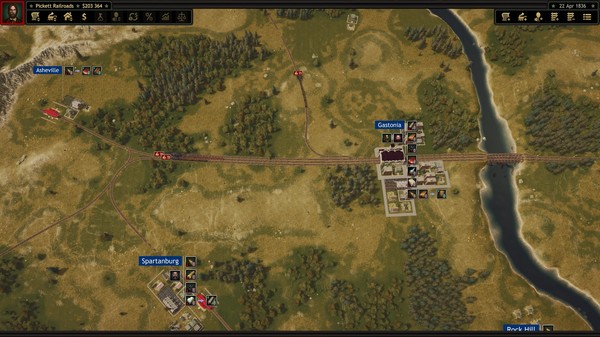 Pickett Railroads $203 364
22 Apr 1836
Asheville
Gastonia
Spartanburg
Rock Hill